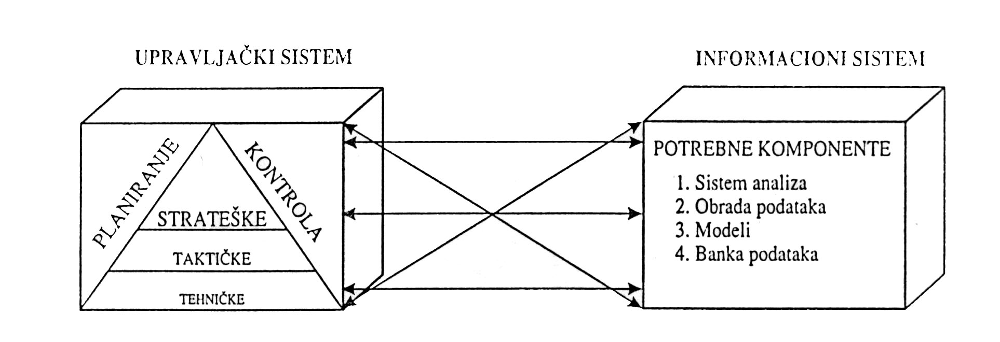 UPRAVLJAČKI SISTEM
PLANIRANJE
KONTROLA
STRATEŠKE
TAKTIČKE
TEHNIČKE
INFORMACIONI SISTEM
POTREBNE KOMPONENTE
1. Sistem analiza
2. Obrada podataka
3. Modeli
4. Banka podataka